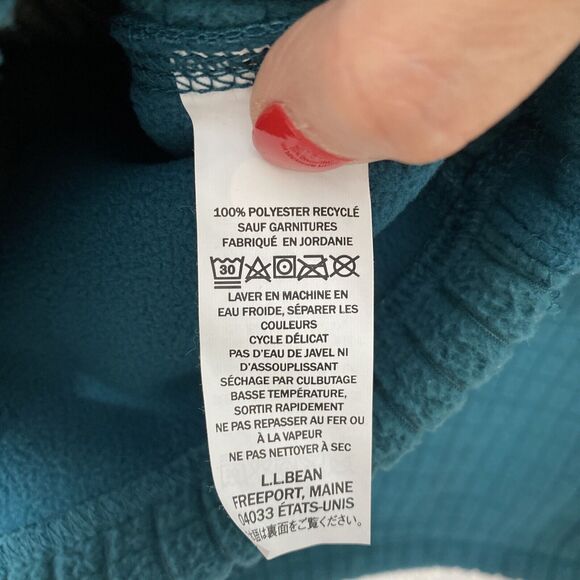 100% POLYESTER RECYCLÉ
SAUF GARNITURES
FABRIQUÉ EN JORDANIE
30
LAVER EN MACHINE EN
EAU FROIDE, SÉPARER LES
COULEURS
CYCLE DÉLICAT
PAS D'EAU DE JAVEL NI
D'ASSOUPLISSANT
SÉCHAGE PAR CULBUTAGE
BASSE TEMPÉRATURE,
SORTIR RAPIDEMENT
NE PAS REPASSER AU FER OU
À LA VAPEUR
NE PAS NETTOYER À SEC
L.L.BEAN
FREEPORT, MAINE
04033 ÉTATS-UNIS
語は裏面をご覧ください。